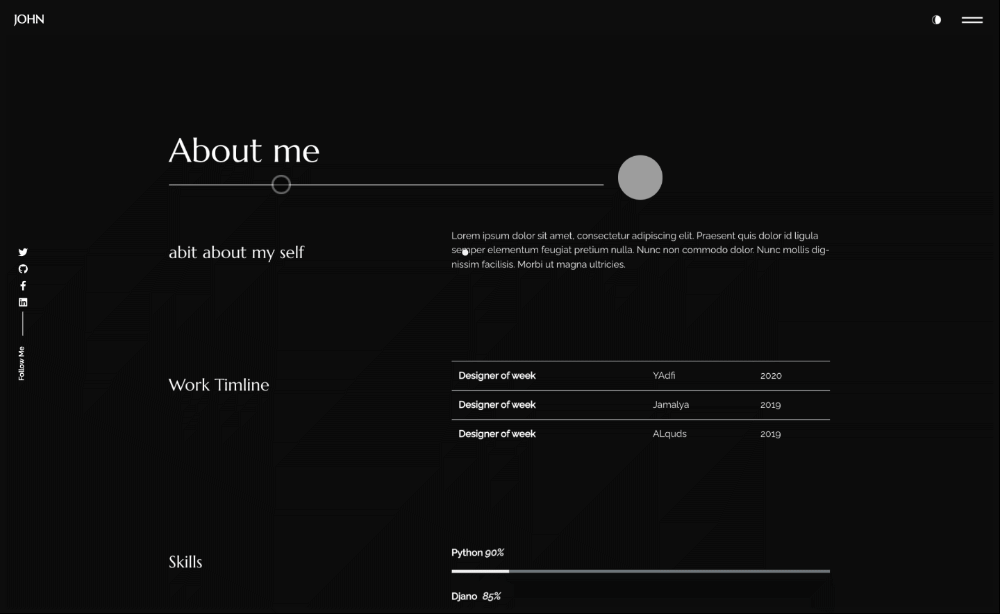 JOHN
About me
abit about my self
Lorem ipsum dolor sit amet, consectetur adipiscing elit. Praesent quis dolor id ligula
semper elementum feugiat pretium nulla. Nunc non commodo dolor. Nunc mollis dig-
nissim facilisis. Morbi ut magna ultricies.
Follow Me
Work Timline
Designer of week YAdfi 2020
Designer of week Jamalya 2019
Designer of week ALquds 2019
Skills
Python 90%
Djano 85%